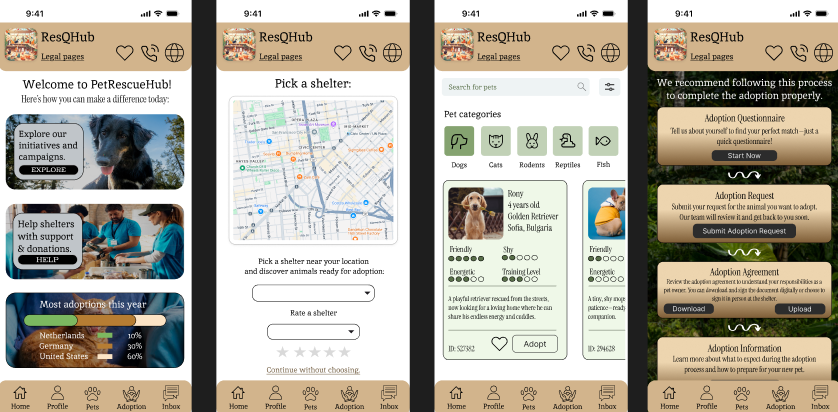 9:41
ResQHub
Legal pages
Welcome to PetRescueHub!
Here's how you can make a difference today:
Explore our
initiatives and
campaigns.
EXPLORE
Help shelters
with support
& donations.
HELP
Most adoptions this year
Netherlands 10%
Germany 30%
United States 60%
Home Profile Pets Adoption Inbox
9:41
ResQHub
Legal pages
Pick a shelter:
Pick a shelter near your location
and discover animals ready for adoption:
Rate a shelter
Continue without choosing.
Home Profile Pets Adoption Inbox
9:41
ResQHub
Legal pages
Search for pets
Pet categories
Dogs Cats Rodents Reptiles Fish
Rony
4 years old
Golden Retriever
Sofia, Bulgaria
Friendly Shy
Energetic Training Level
A playful retriever rescued from the streets,
now looking for a loving home where he can
share his endless energy and cuddles.
ID: 527382
Adopt
Friendly
Energetic
A tiny, shy
companion.
ID: 294628
Home Profile Pets Adoption Inbox
9:41
ResQHub
Legal pages
We recommend following this process
to complete the adoption properly.
Adoption Questionnaire
Tell us about yourself to find your perfect match—just a
quick questionnaire!
Start Now
Adoption Request
Submit your request for the animal you want to adopt.
Our team will review it and get back to you soon.
Submit Adoption Request
Adoption Agreement
Review the adoption agreement to understand your responsibilities as a
pet owner. You can download and sign the document digitally or choose to
sign it in person at the shelter.
Download Upload
Adoption Information
Learn more about what to expect during the adoption
process and how to prepare for your new pet.
Home Profile Pets Adoption Inbox